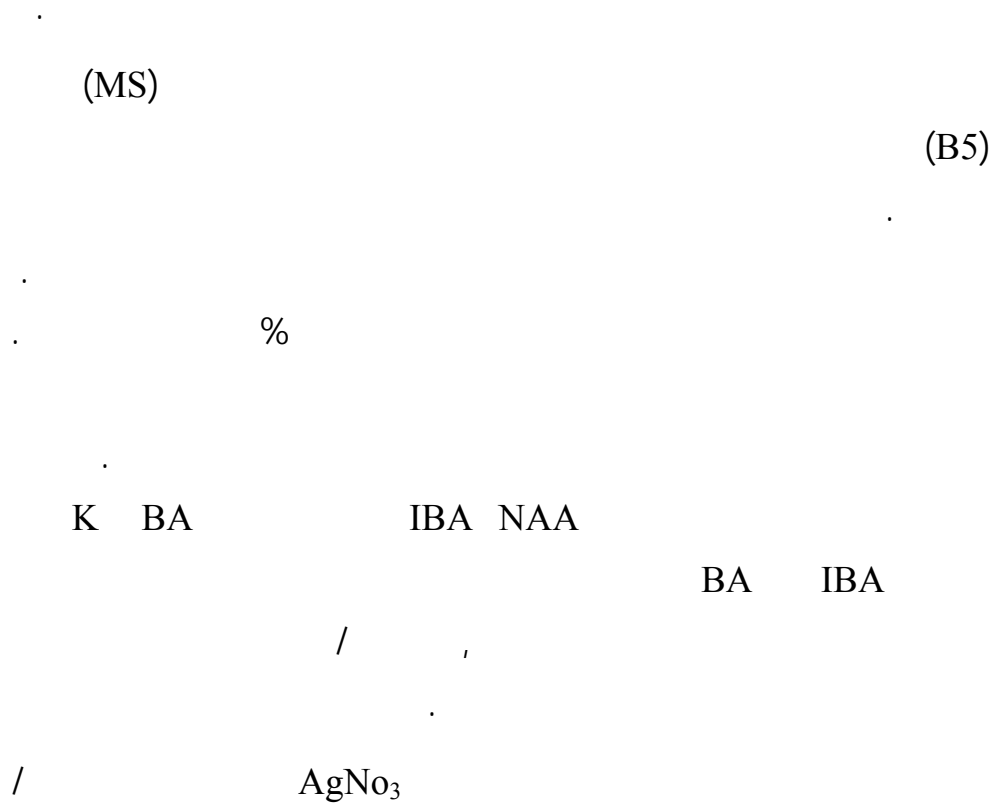 .
(MS)
(B5)
.
.
. %
.
K BA IBA NAA
BA IBA
/ ,
.
/ AgNo₃